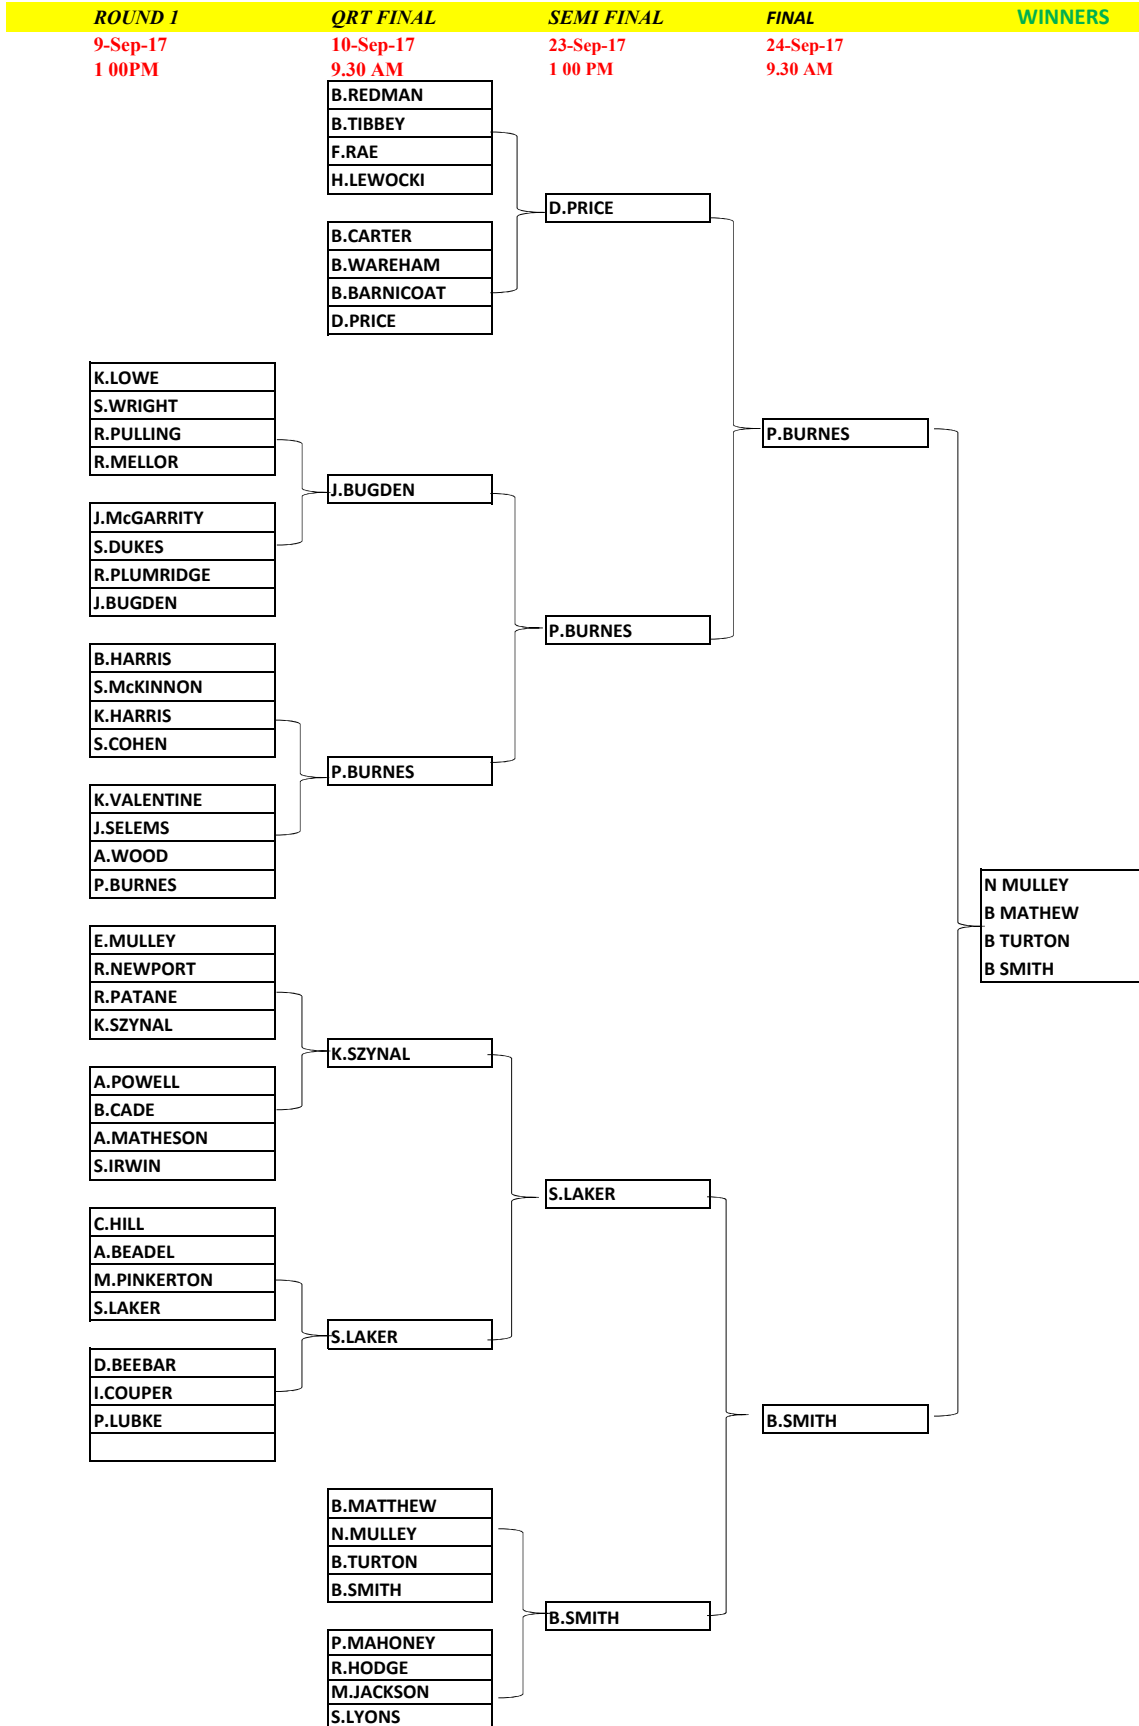 ROUND 1 QRT FINAL SEMI FINAL FINAL WINNERS
9-Sep-17 10-Sep-17 23-Sep-17 24-Sep-17
1 00PM 9.30 AM 1 00 PM 9.30 AM
B.REDMAN
B.TIBBEY
F.RAE
H.LEWOCKI
D.PRICE
B.CARTER
B.WAREHAM
B.BARNICOAT
D.PRICE
K.LOWE
S.WRIGHT
R.PULLING
P.BURNES
R.MELLOR
J.BUGDEN
J.McGARRITY
S.DUKES
R.PLUMRIDGE
J.BUGDEN
P.BURNES
B.HARRIS
S.McKINNON
K.HARRIS
S.COHEN
P.BURNES
K.VALENTINE
J.SELEMS
A.WOOD
P.BURNES
N MULLEY
B MATHEW
E.MULLEY
B TURTON
R.NEWPORT
B SMITH
R.PATANE
K.SZYNAL
K.SZYNAL
A.POWELL
B.CADE
A.MATHESON
S.IRWIN
S.LAKER
C.HILL
A.BEADEL
M.PINKERTON
S.LAKER
S.LAKER
D.BEEBAR
I.COUPER
P.LUBKE
B.SMITH
B.MATTHEW
N.MULLEY
B.TURTON
B.SMITH
B.SMITH
P.MAHONEY
R.HODGE
M.JACKSON
S.LYONS